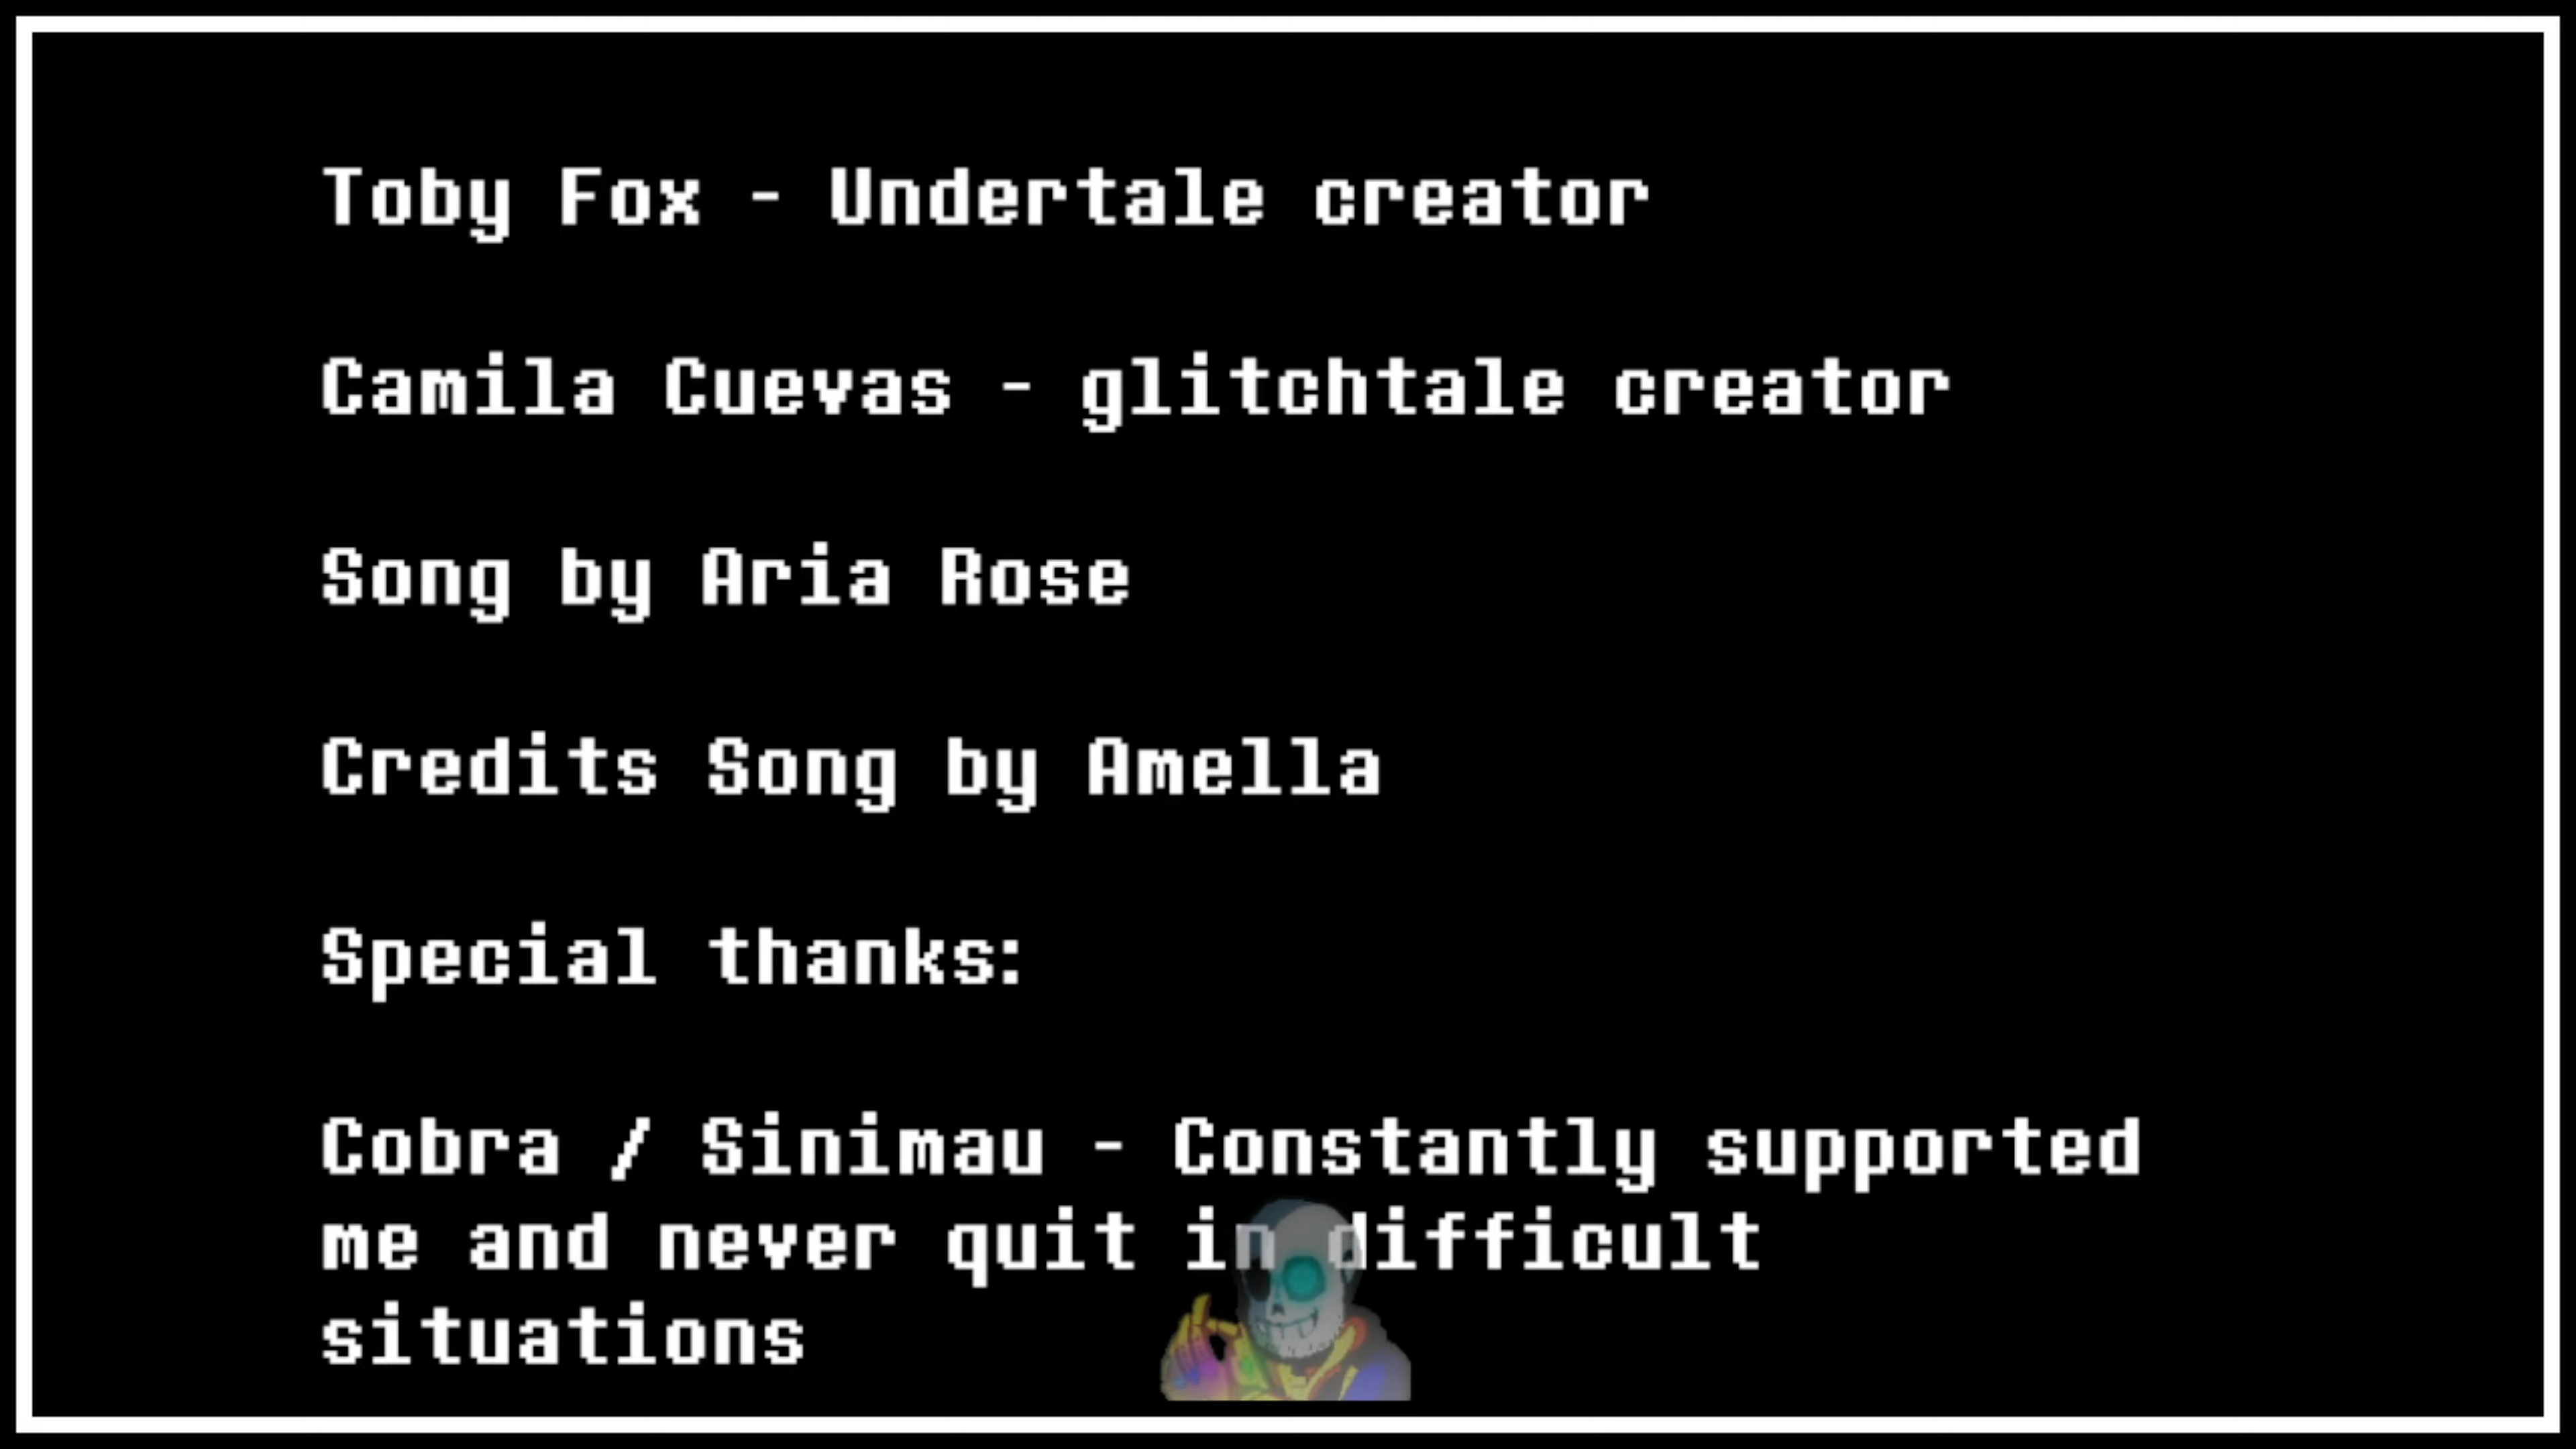 Toby Fox - Undertale creator
Camila Cuevas - glitchtale creator
Song by Aria Rose
Credits Song by Amella
Special thanks:
Cobra / Sinimau - Constantly supported
me and never quit in difficult
situations